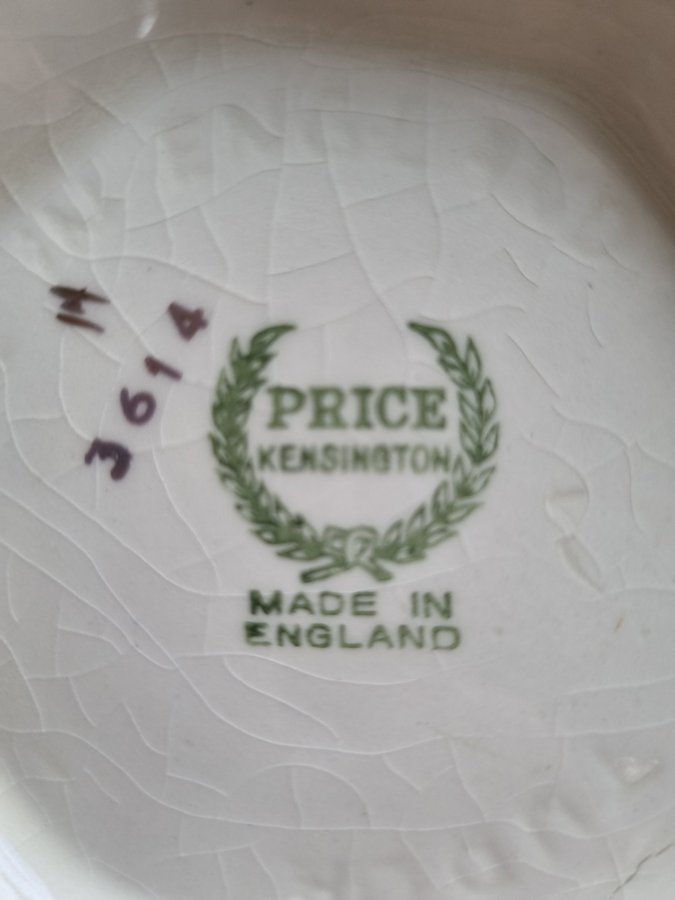 M
3614
PRICE
KENSINGTON
MADE IN
ENGLAND